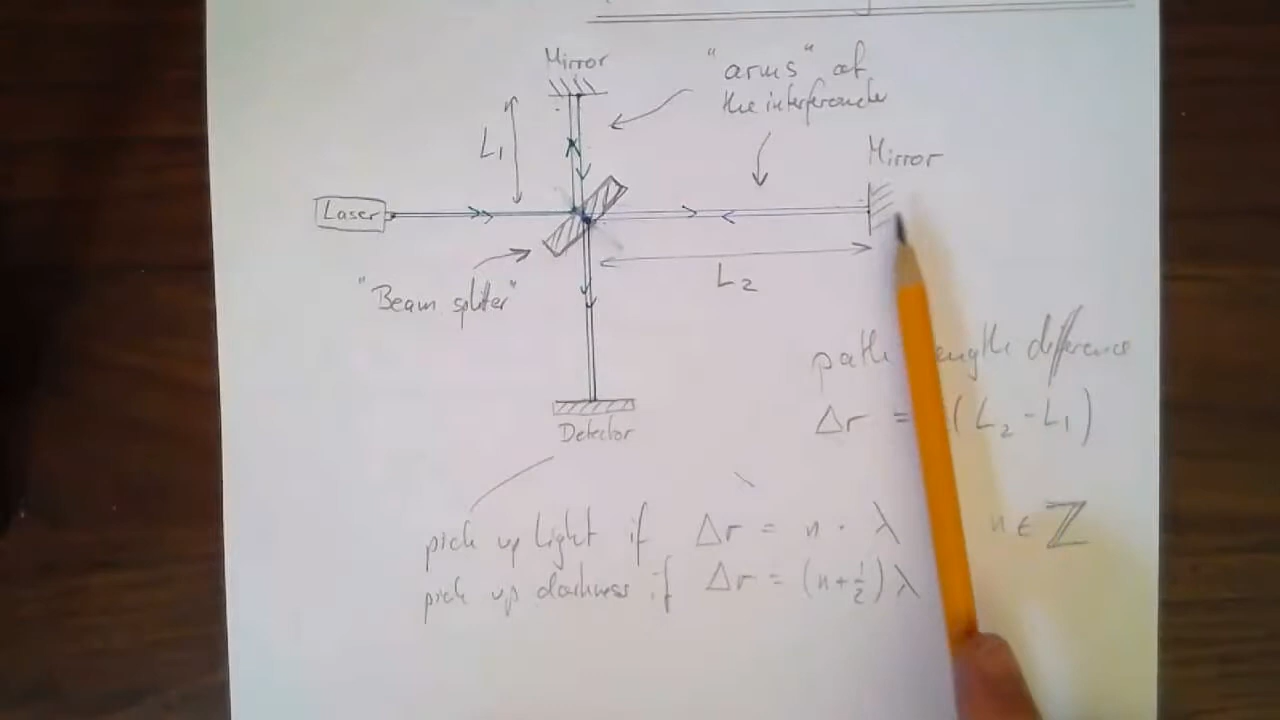 Mirror
"arms" of
the interferometer
L₁
Mirror
Laser
L₂
"Beam splitter"
path length difference
Δr = (L₂ - L₁)
Detector
pick up light if Δr = n · λ n ∈ ℤ
pick up darkness if Δr = (n+½)λ